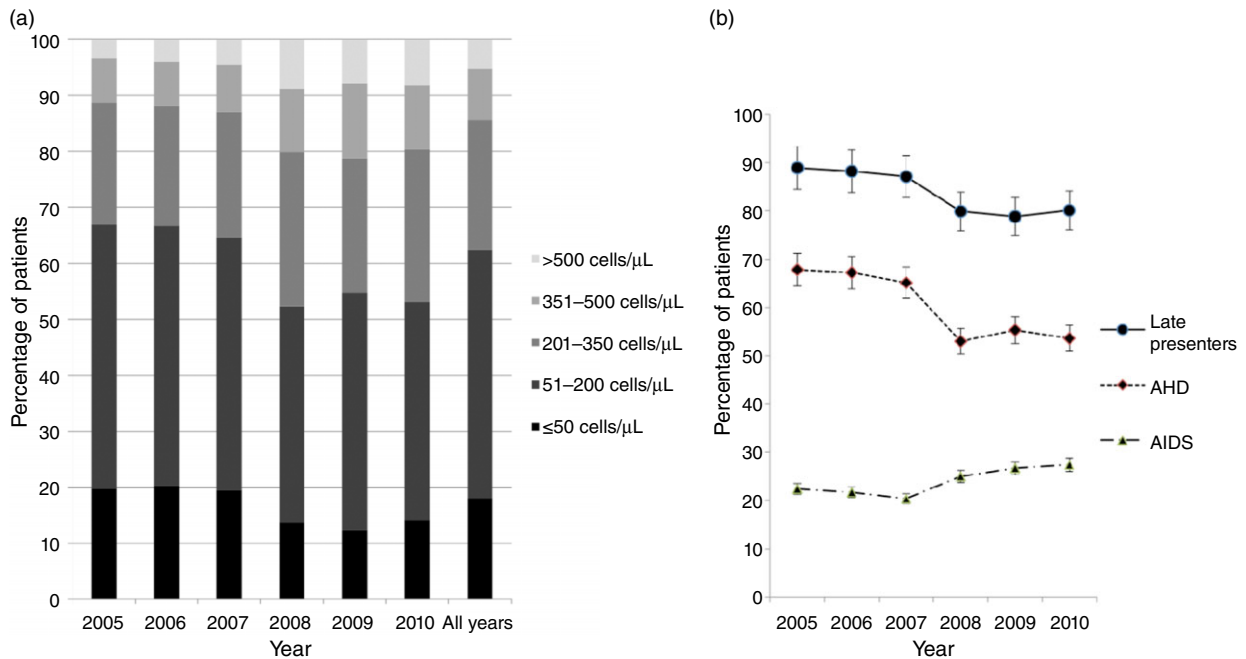 (a)
100
90
80
70
60
50
40
30
20
10
0
Percentage of patients
2005 2006 2007 2008 2009 2010 All years
Year
>500 cells/μL
351–500 cells/μL
201–350 cells/μL
51–200 cells/μL
≤50 cells/μL
(b)
100
90
80
70
60
50
40
30
20
10
0
Percentage of patients
2005 2006 2007 2008 2009 2010
Year
Late
presenters
AHD
AIDS